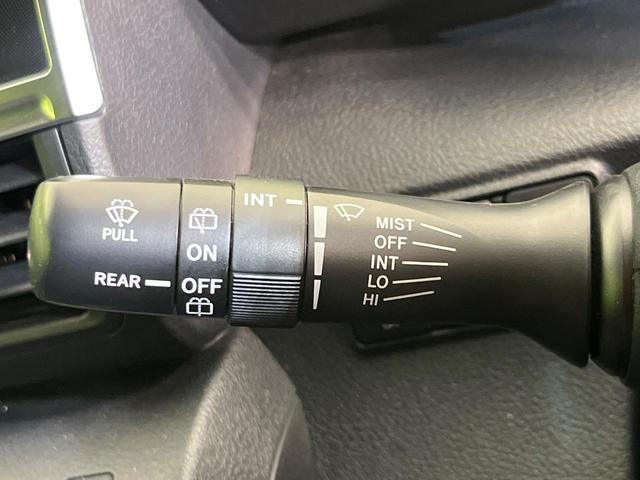 PULL
REAR
ON
OFF
INT
MIST
OFF
INT
LO
HI